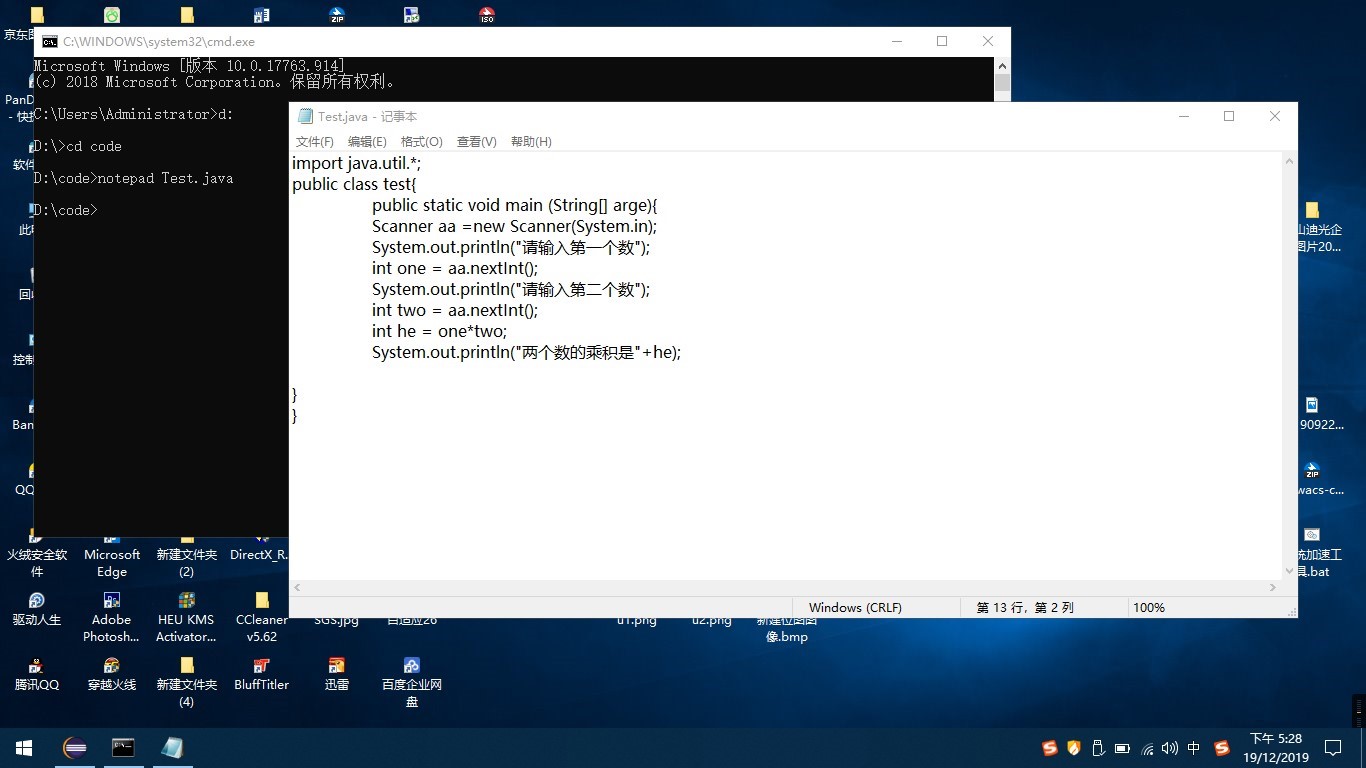 京东图
C:\WINDOWS\system32\cmd.exe
Microsoft Windows [版本 10.0.17763.914]
(c) 2018 Microsoft Corporation。保留所有权利。
C:\Users\Administrator>d:
D:\>cd code
D:\code>notepad Test.java
D:\code>
Test.java - 记事本
文件(F) 编辑(E) 格式(O) 查看(V) 帮助(H)
import java.util.*;
public class test{
public static void main (String[] arge){
Scanner aa =new Scanner(System.in);
System.out.println("请输入第一个数");
int one = aa.nextInt();
System.out.println("请输入第二个数");
int two = aa.nextInt();
int he = one*two;
System.out.println("两个数的乘积是"+he);
}
}
Windows (CRLF) 第 13 行，第 2 列 100%
PanD
- 快
软件
此
回
控制
Ban
QQ
山迪光企
图片20...
90922...
wacs-c...
统加速工
具.bat
火绒安全软
件
Microsoft
Edge
新建文件夹
(2)
DirectX_R.
驱动人生
Adobe
Photosh...
HEU KMS
Activator...
CCleaner
v5.62
SGS.jpg
自适应26
u1.png
u2.png
新建位图图
像.bmp
腾讯QQ
穿越火线
新建文件夹
(4)
BluffTitler
迅雷
百度企业网
盘
ZIP
ISO
ZIP
中
下午 5:28
19/12/2019